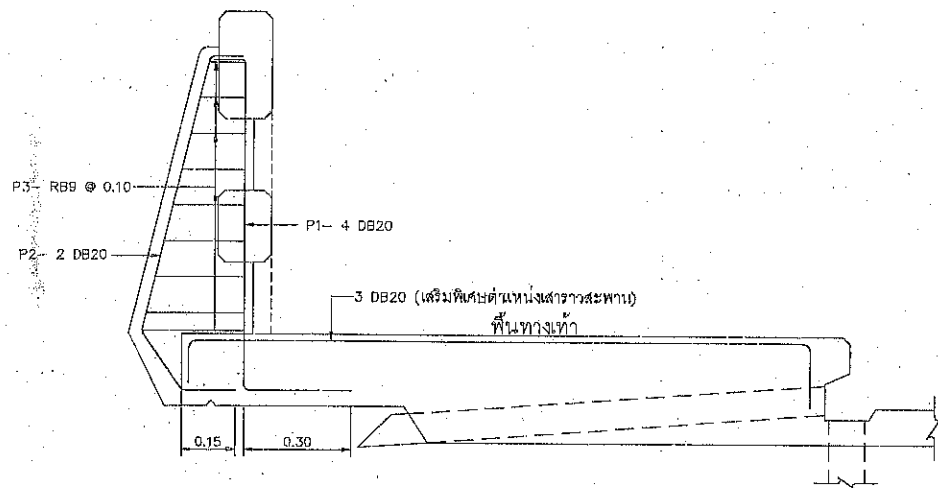 P3- RB9 @ 0.10
P1- 4 DB20
P2- 2 DB20
3 DB20 (เสริมพิเศษตำแหน่งเสาราวสะพาน)
พื้นทางเท้า
0.15
0.30